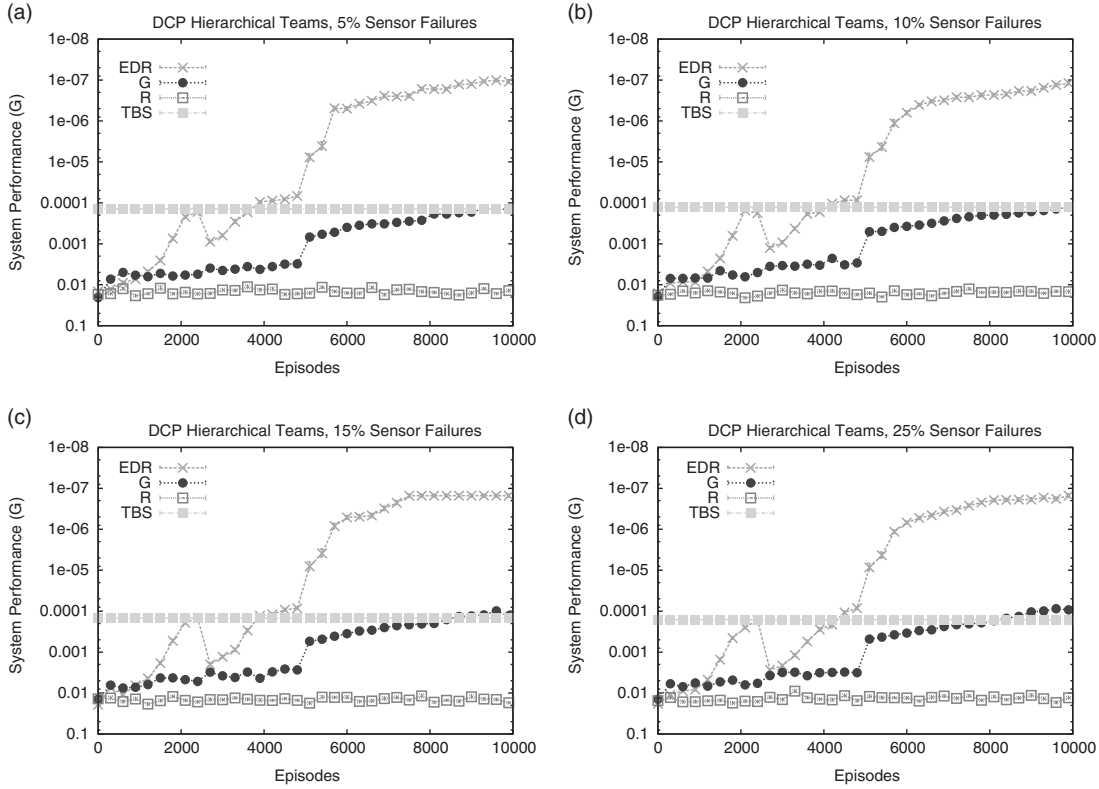 (a)
DCP Hierarchical Teams, 5% Sensor Failures
System Performance (G)
1e-08
1e-07
1e-06
1e-05
0.0001
0.001
0.01
0.1
EDR
G
R
TBS
0 2000 4000 6000 8000 10000
Episodes
(b)
DCP Hierarchical Teams, 10% Sensor Failures
System Performance (G)
1e-08
1e-07
1e-06
1e-05
0.0001
0.001
0.01
0.1
EDR
G
R
TBS
0 2000 4000 6000 8000 10000
Episodes
(c)
DCP Hierarchical Teams, 15% Sensor Failures
System Performance (G)
1e-08
1e-07
1e-06
1e-05
0.0001
0.001
0.01
0.1
EDR
G
R
TBS
0 2000 4000 6000 8000 10000
Episodes
(d)
DCP Hierarchical Teams, 25% Sensor Failures
System Performance (G)
1e-08
1e-07
1e-06
1e-05
0.0001
0.001
0.01
0.1
EDR
G
R
TBS
0 2000 4000 6000 8000 10000
Episodes